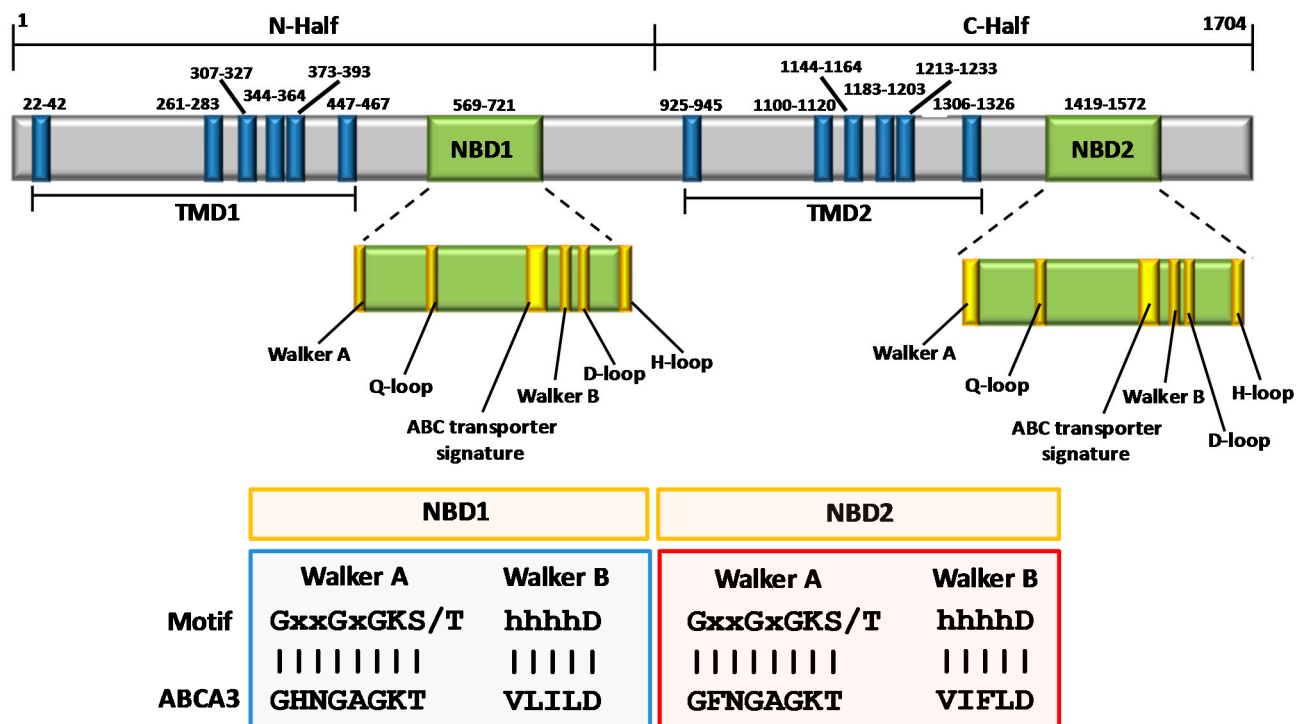 1
N-Half
C-Half
1704
307-327
373-393
1144-1164
1213-1233
344-364
1183-1203
22-42
261-283
447-467
569-721
925-945
1100-1120
1306-1326
1419-1572
NBD1
NBD2
TMD1
TMD2
Walker A
Q-loop
ABC transporter
signature
Walker B
D-loop
H-loop
Walker A
Q-loop
ABC transporter
signature
Walker B
D-loop
H-loop
NBD1
NBD2
Walker A
Walker B
Walker A
Walker B
Motif
GxxGxGKS/T
hhhhD
GxxGxGKS/T
hhhhD
ABCA3
GHNGAGKT
VLILD
GFNGAGKT
VIFLD